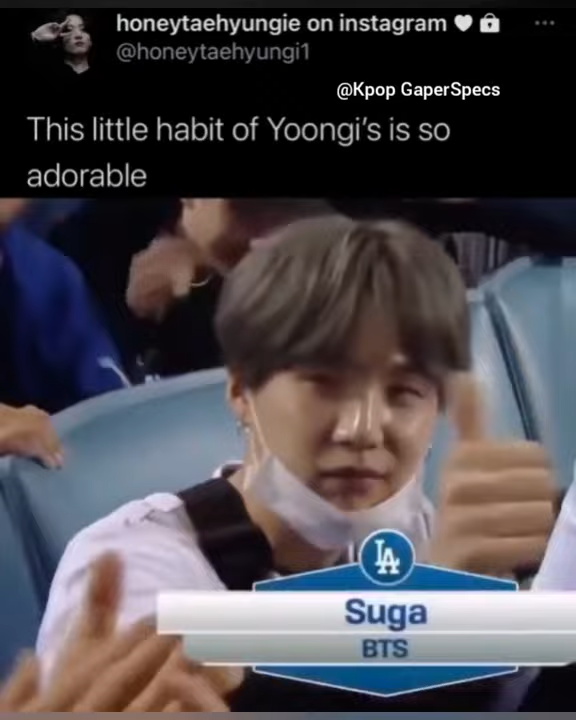 honeytaehyungie on instagram
@honeytaehyungi1
@Kpop GaperSpecs
This little habit of Yoongi's is so
adorable
LA
Suga
BTS